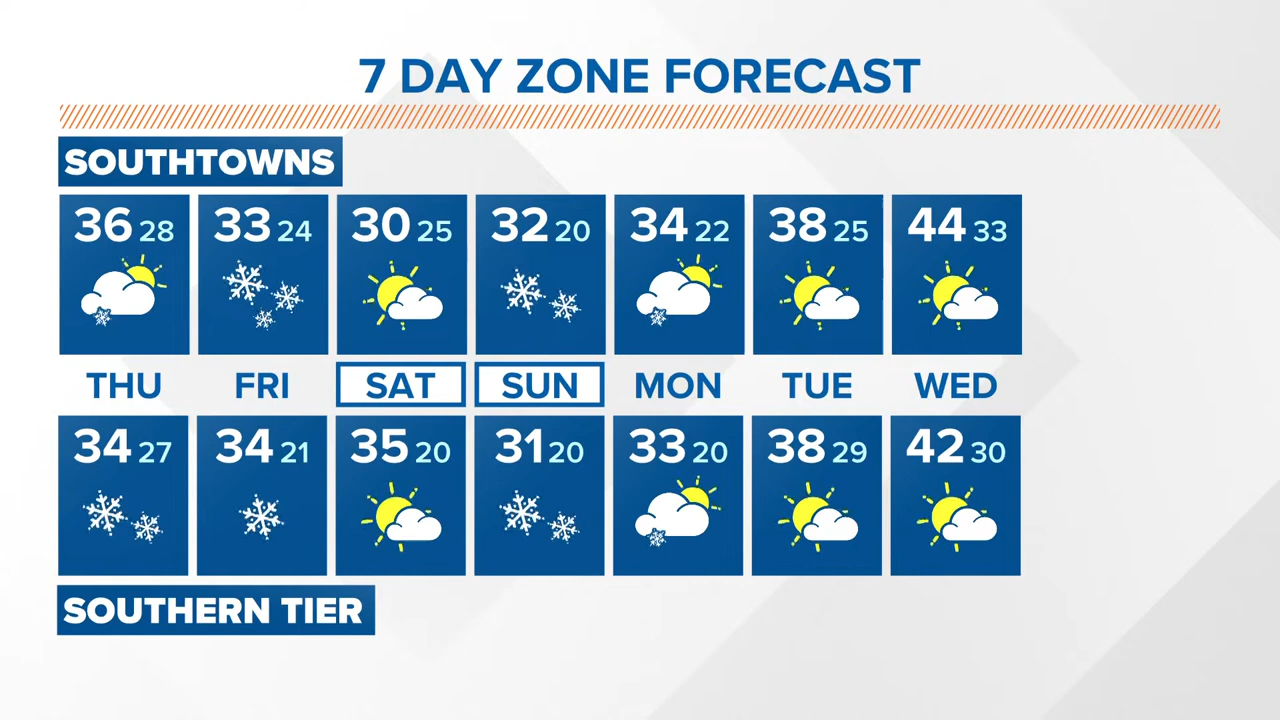 7 DAY ZONE FORECAST
SOUTHTOWNS
36 28 33 24 30 25 32 20 34 22 38 25 44 33
THU FRI SAT SUN MON TUE WED
34 27 34 21 35 20 31 20 33 20 38 29 42 30
SOUTHERN TIER